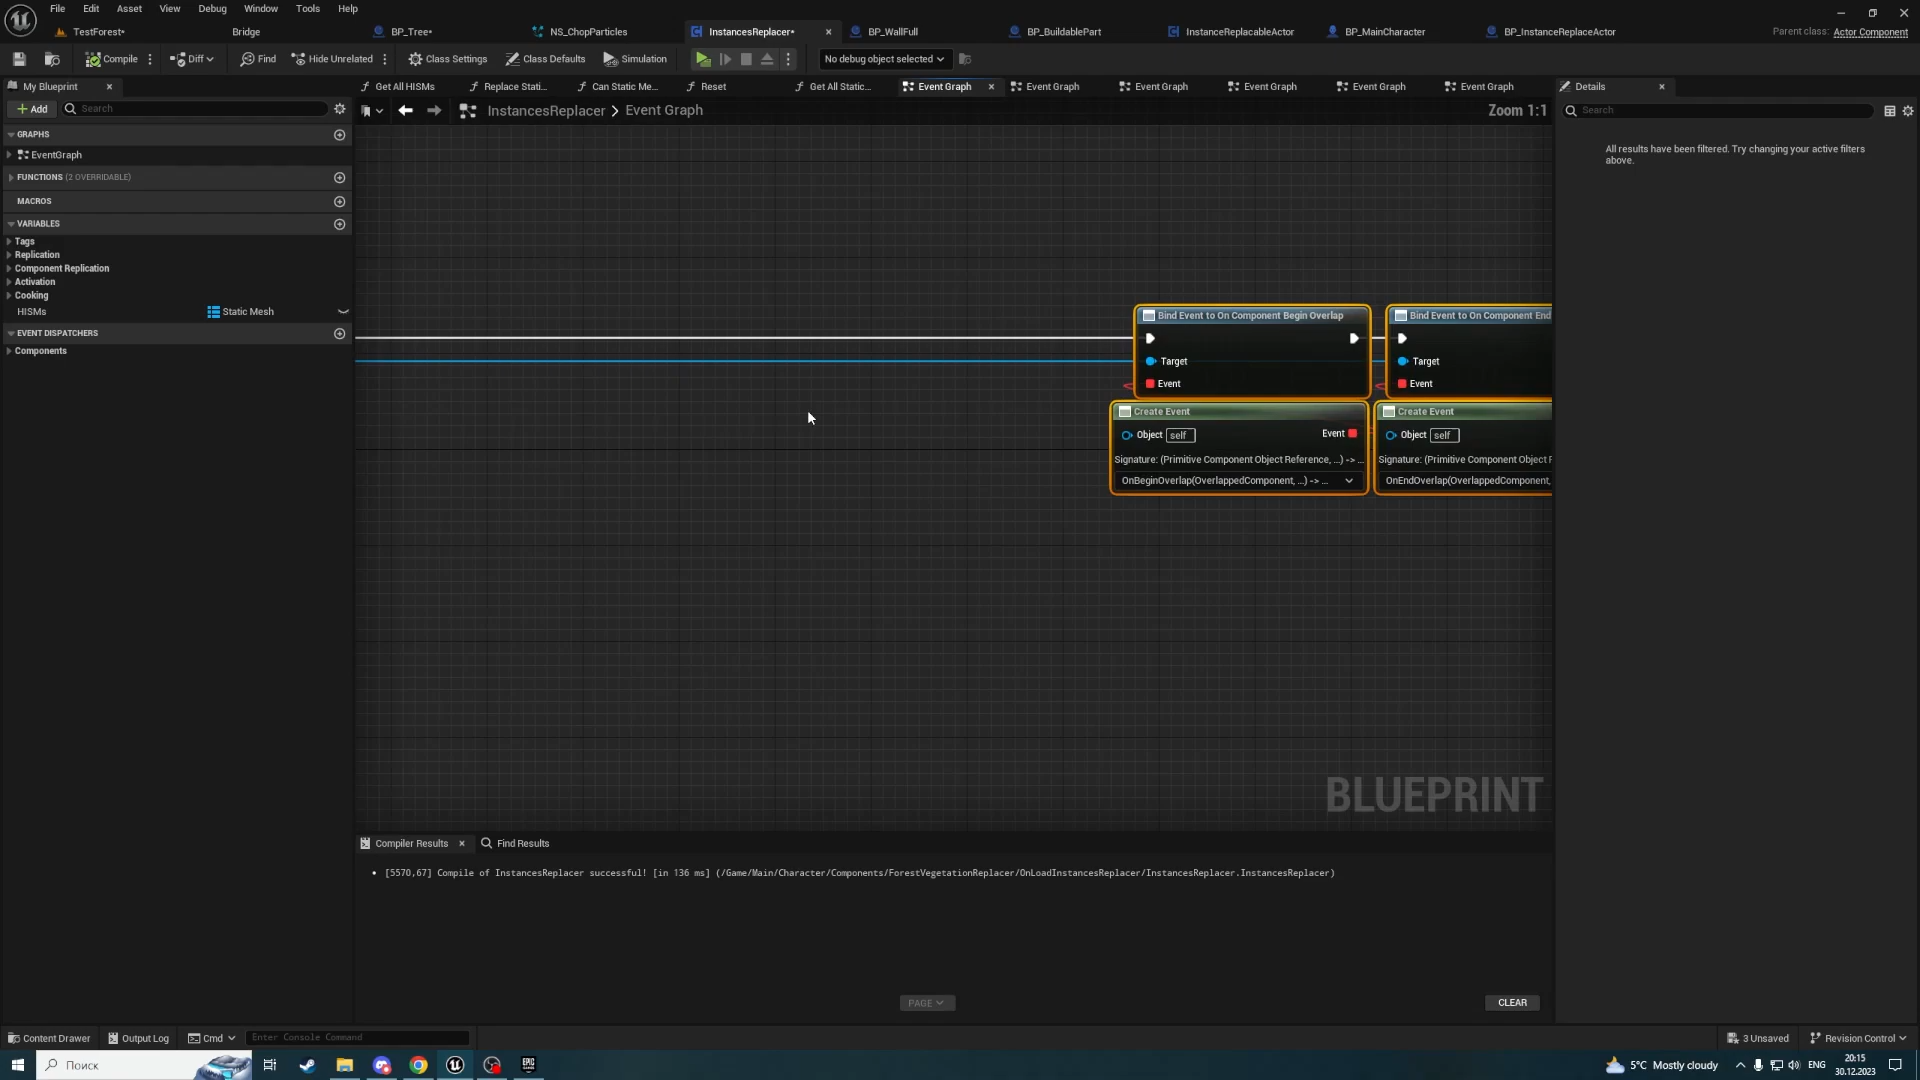 File Edit Asset View Debug Window Tools Help
TestForest* Bridge BP_Tree* NS_ChopParticles InstancesReplacer* BP_WallFull BP_BuildablePart InstanceReplacableActor BP_MainCharacter BP_InstanceReplaceActor Parent class: Actor Component
Compile Diff Find Hide Unrelated Class Settings Class Defaults Simulation No debug object selected
My Blueprint Get All HISMs Replace Stati... Can Static Me... Reset Get All Static... Event Graph Event Graph Event Graph Event Graph Event Graph Event Graph Details
Add Search InstancesReplacer > Event Graph Zoom 1:1 Search
GRAPHS
EventGraph
FUNCTIONS (2 OVERRIDABLE)
MACROS
VARIABLES
Tags
Replication
Component Replication
Activation
Cooking
HISMs Static Mesh
EVENT DISPATCHERS
Components
All results have been filtered. Try changing your active filters
above.
Bind Event to On Component Begin Overlap
Target
Event
Bind Event to On Component End
Target
Event
Create Event
Object self Event
Signature: (Primitive Component Object Reference, ...) -> ...
OnBeginOverlap(OverlappedComponent, ...) -> ...
Create Event
Object self
Signature: (Primitive Component Object R
OnEndOverlap(OverlappedComponent,
BLUEPRINT
Compiler Results Find Results
• [5570,67] Compile of InstancesReplacer successful! [in 136 ms] (/Game/Main/Character/Components/ForestVegetationReplacer/OnLoadInstancesReplacer/InstancesReplacer.InstancesReplacer)
PAGE CLEAR
Content Drawer Output Log Cmd Enter Console Command 3 Unsaved Revision Control
Поиск EPIC GAMES 5°C Mostly cloudy ENG 20:15
30.12.2023